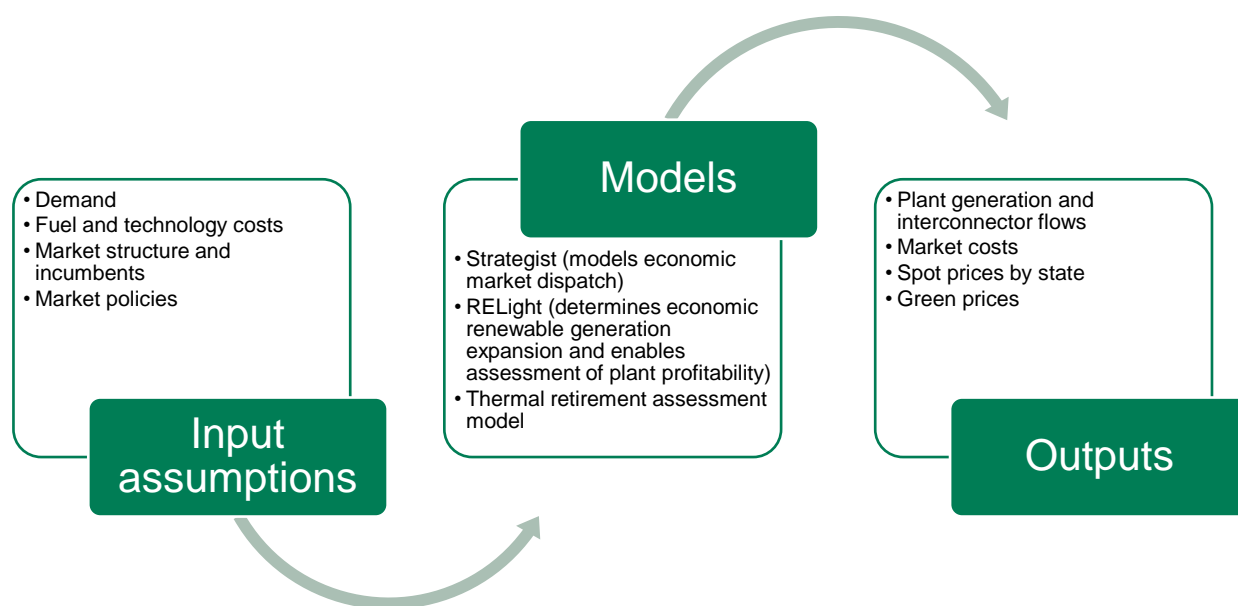 • Demand
• Fuel and technology costs
• Market structure and
incumbents
• Market policies
Input
assumptions
Models
• Strategist (models economic
market dispatch)
• RELight (determines economic
renewable generation
expansion and enables
assessment of plant profitability)
• Thermal retirement assessment
model
• Plant generation and
interconnector flows
• Market costs
• Spot prices by state
• Green prices
Outputs